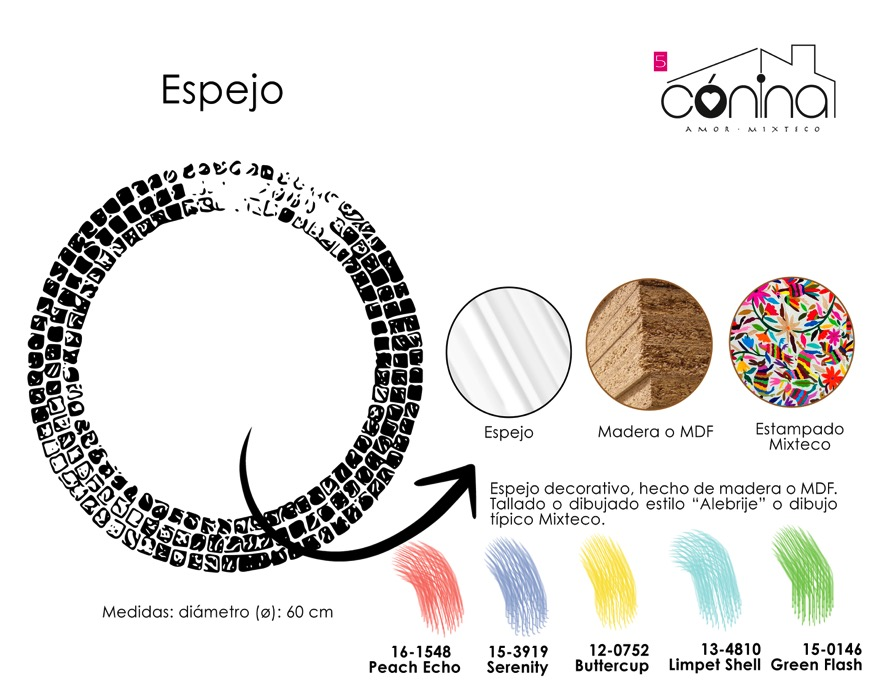 Espejo
5
cónina
AMOR · MIXTECO
Espejo
Madera o MDF
Estampado
Mixteco
Espejo decorativo, hecho de madera o MDF.
Tallado o dibujado estilo “Alebrije” o dibujo
típico Mixteco.
Medidas: diámetro (ø): 60 cm
16-1548
Peach Echo
15-3919
Serenity
12-0752
Buttercup
13-4810
Limpet Shell
15-0146
Green Flash